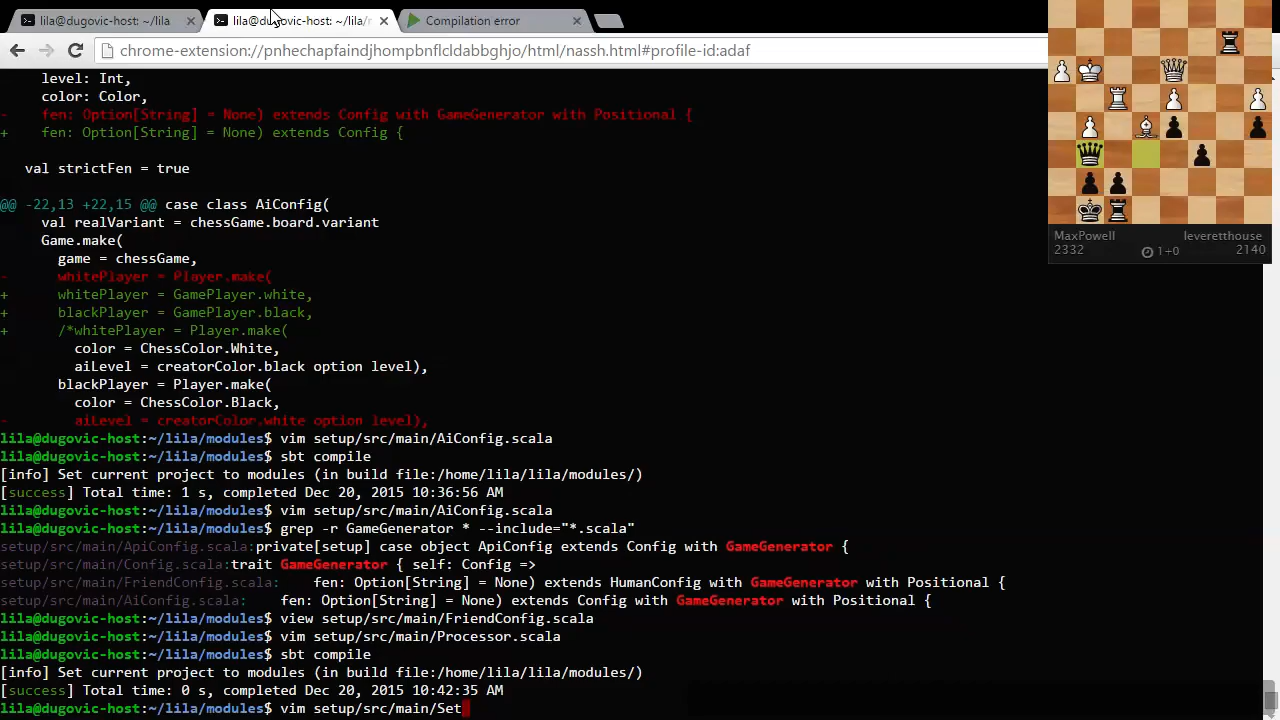 lila@dugovic-host: ~/lila
lila@dugovic-host: ~/lila/r
Compilation error
chrome-extension://pnhechapfaindjhompbnflcldabbghjo/html/nassh.html#profile-id:adaf
level: Int,
color: Color,
- fen: Option[String] = None) extends Config with GameGenerator with Positional {
+ fen: Option[String] = None) extends Config {
val strictFen = true
@@ -22,13 +22,15 @@ case class AiConfig(
val realVariant = chessGame.board.variant
Game.make(
game = chessGame,
- whitePlayer = Player.make(
+ whitePlayer = GamePlayer.white,
+ blackPlayer = GamePlayer.black,
+ /*whitePlayer = Player.make(
color = ChessColor.White,
aiLevel = creatorColor.black option level),
blackPlayer = Player.make(
color = ChessColor.Black,
- aiLevel = creatorColor.white option level),
lila@dugovic-host:~/lila/modules$ vim setup/src/main/AiConfig.scala
lila@dugovic-host:~/lila/modules$ sbt compile
[info] Set current project to modules (in build file:/home/lila/lila/modules/)
[success] Total time: 1 s, completed Dec 20, 2015 10:36:56 AM
lila@dugovic-host:~/lila/modules$ vim setup/src/main/AiConfig.scala
lila@dugovic-host:~/lila/modules$ grep -r GameGenerator * --include="*.scala"
setup/src/main/ApiConfig.scala:private[setup] case object ApiConfig extends Config with GameGenerator {
setup/src/main/Config.scala:trait GameGenerator { self: Config =>
setup/src/main/FriendConfig.scala: fen: Option[String] = None) extends HumanConfig with GameGenerator with Positional {
setup/src/main/AiConfig.scala: fen: Option[String] = None) extends Config with GameGenerator with Positional {
lila@dugovic-host:~/lila/modules$ view setup/src/main/FriendConfig.scala
lila@dugovic-host:~/lila/modules$ vim setup/src/main/Processor.scala
lila@dugovic-host:~/lila/modules$ sbt compile
[info] Set current project to modules (in build file:/home/lila/lila/modules/)
[success] Total time: 0 s, completed Dec 20, 2015 10:42:35 AM
lila@dugovic-host:~/lila/modules$ vim setup/src/main/Set
MaxPowell leveretthouse
2332 1+0 2140